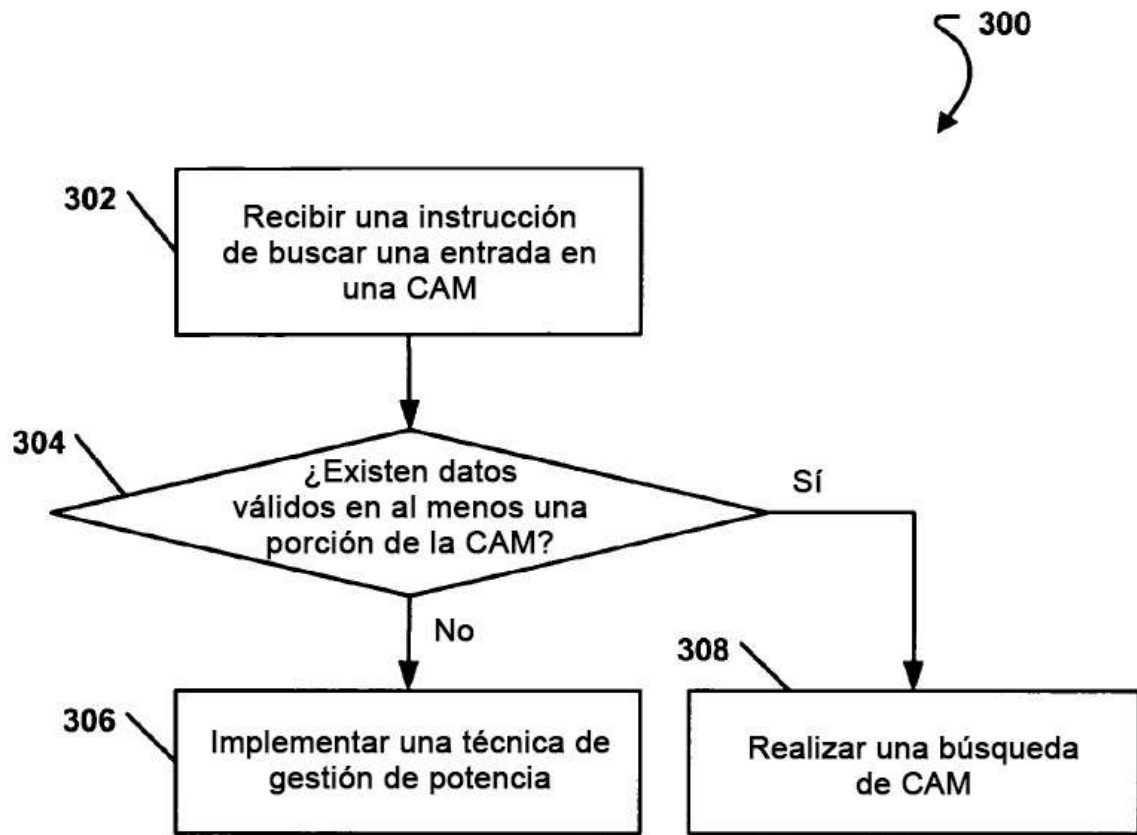 300
302
Recibir una instrucción
de buscar una entrada en
una CAM
304
¿Existen datos
válidos en al menos una
porción de la CAM?
Sí
No
308
306
Implementar una técnica de
gestión de potencia
Realizar una búsqueda
de CAM